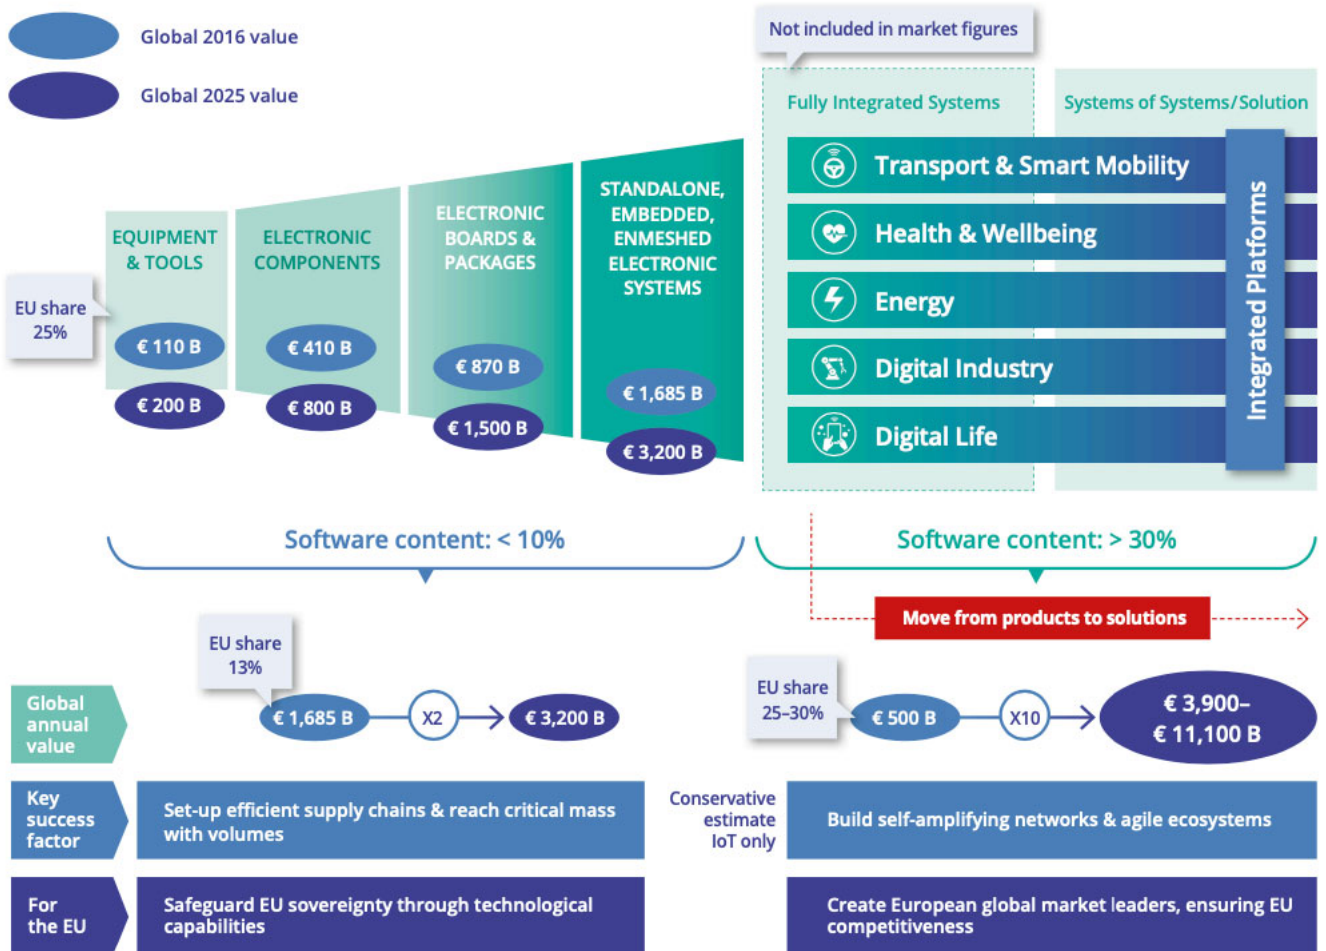 Global 2016 value
Global 2025 value
Not included in market figures
Fully Integrated Systems
Systems of Systems/Solution
EU share
25%
EQUIPMENT
& TOOLS
€ 110 B
€ 200 B
ELECTRONIC
COMPONENTS
€ 410 B
€ 800 B
ELECTRONIC
BOARDS &
PACKAGES
€ 870 B
€ 1,500 B
STANDALONE,
EMBEDDED,
ENMESHED
ELECTRONIC
SYSTEMS
€ 1,685 B
€ 3,200 B
Transport & Smart Mobility
Health & Wellbeing
Energy
Digital Industry
Digital Life
Integrated Platforms
Software content: < 10%
Software content: > 30%
Move from products to solutions
Global
annual
value
EU share
13%
€ 1,685 B
X2
€ 3,200 B
EU share
25–30%
€ 500 B
X10
€ 3,900–
€ 11,100 B
Key
success
factor
Set-up efficient supply chains & reach critical mass
with volumes
Conservative
estimate
IoT only
Build self-amplifying networks & agile ecosystems
For
the EU
Safeguard EU sovereignty through technological
capabilities
Create European global market leaders, ensuring EU
competitiveness